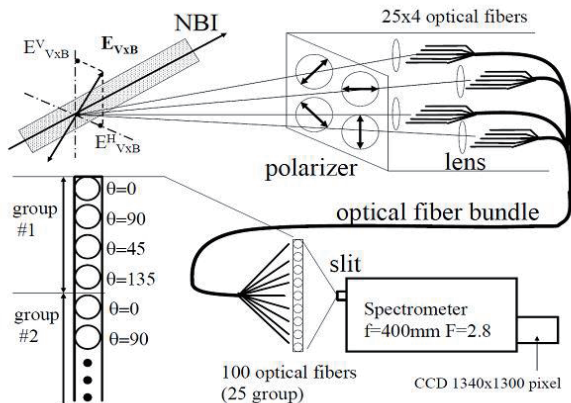 NBI
E^V_VxB
E_VxB
E^H_VxB
25x4 optical fibers
polarizer
lens
optical fiber bundle
group #1
θ=0
θ=90
θ=45
θ=135
group #2
θ=0
θ=90
slit
Spectrometer
f=400mm F=2.8
100 optical fibers
(25 group)
CCD 1340x1300 pixel